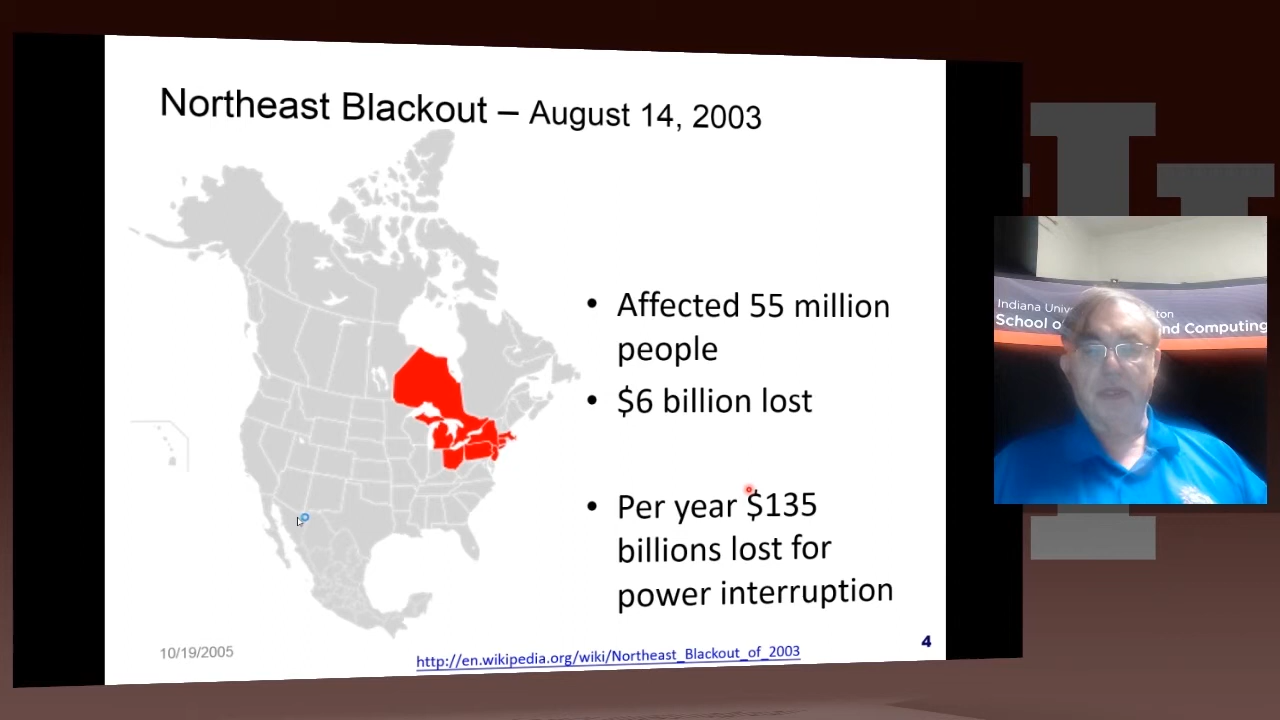 Northeast Blackout – August 14, 2003
• Affected 55 million
people
• $6 billion lost
• Per year $135
billions lost for
power interruption
10/19/2005
http://en.wikipedia.org/wiki/Northeast_Blackout_of_2003
4
Indiana
School and Computing